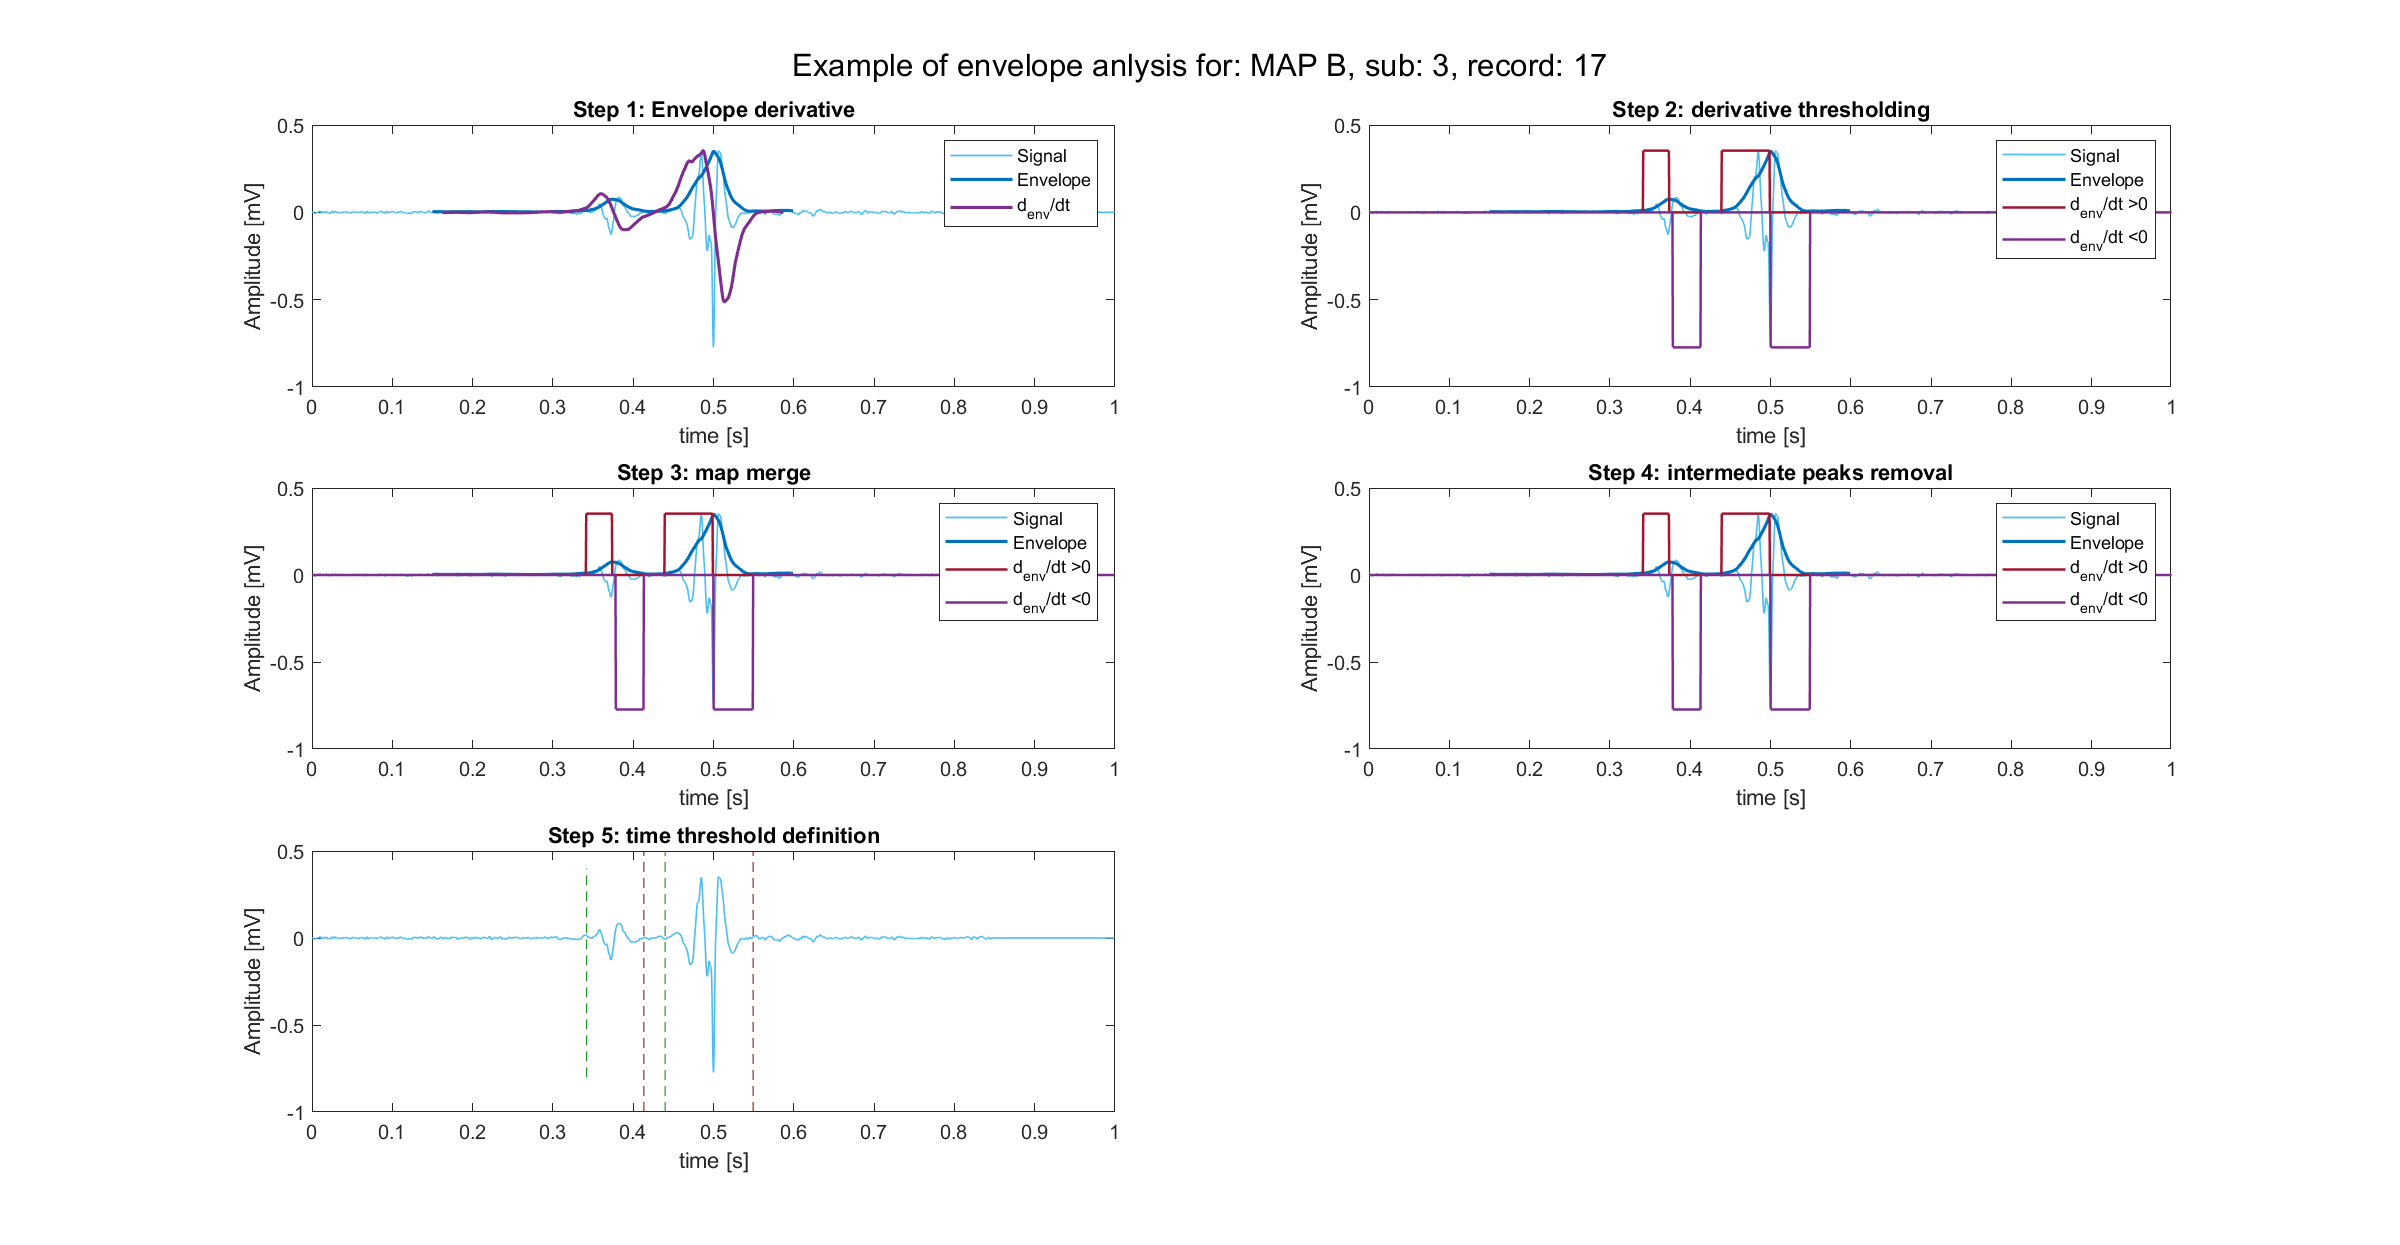 Example of envelope anlysis for: MAP B, sub: 3, record: 17
Step 1: Envelope derivative
0.5
0
-0.5
-1
Amplitude [mV]
0 0.1 0.2 0.3 0.4 0.5 0.6 0.7 0.8 0.9 1
time [s]
Signal
Envelope
d_env/dt
Step 2: derivative thresholding
0.5
0
-0.5
-1
Amplitude [mV]
0 0.1 0.2 0.3 0.4 0.5 0.6 0.7 0.8 0.9 1
time [s]
Signal
Envelope
d_env/dt >0
d_env/dt <0
Step 3: map merge
0.5
0
-0.5
-1
Amplitude [mV]
0 0.1 0.2 0.3 0.4 0.5 0.6 0.7 0.8 0.9 1
time [s]
Signal
Envelope
d_env/dt >0
d_env/dt <0
Step 4: intermediate peaks removal
0.5
0
-0.5
-1
Amplitude [mV]
0 0.1 0.2 0.3 0.4 0.5 0.6 0.7 0.8 0.9 1
time [s]
Signal
Envelope
d_env/dt >0
d_env/dt <0
Step 5: time threshold definition
0.5
0
-0.5
-1
Amplitude [mV]
0 0.1 0.2 0.3 0.4 0.5 0.6 0.7 0.8 0.9 1
time [s]